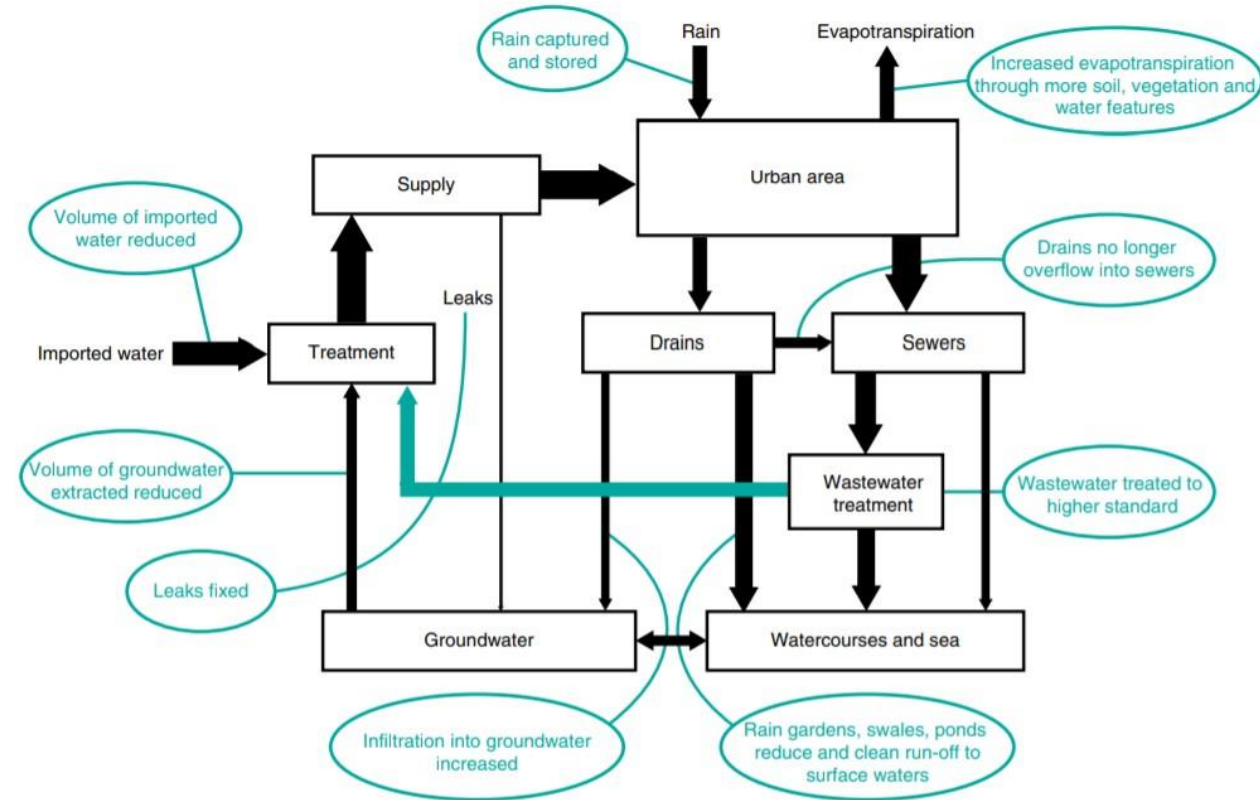 Rain captured
and stored
Rain
Evapotranspiration
Increased evapotranspiration
through more soil, vegetation and
water features
Supply
Urban area
Volume of imported
water reduced
Drains no longer
overflow into sewers
Leaks
Imported water
Treatment
Drains
Sewers
Volume of groundwater
extracted reduced
Wastewater
treatment
Wastewater treated to
higher standard
Leaks fixed
Groundwater
Watercourses and sea
Infiltration into groundwater
increased
Rain gardens, swales, ponds
reduce and clean run-off to
surface waters